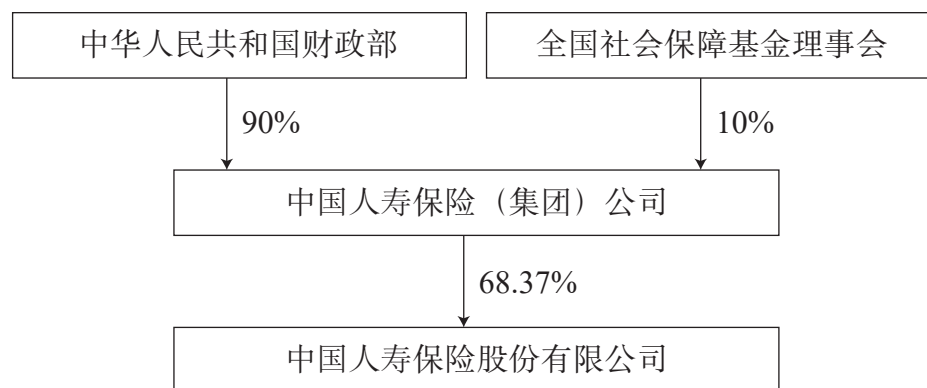 中华人民共和国财政部
全国社会保障基金理事会
90%
10%
中国人寿保险（集团）公司
68.37%
中国人寿保险股份有限公司